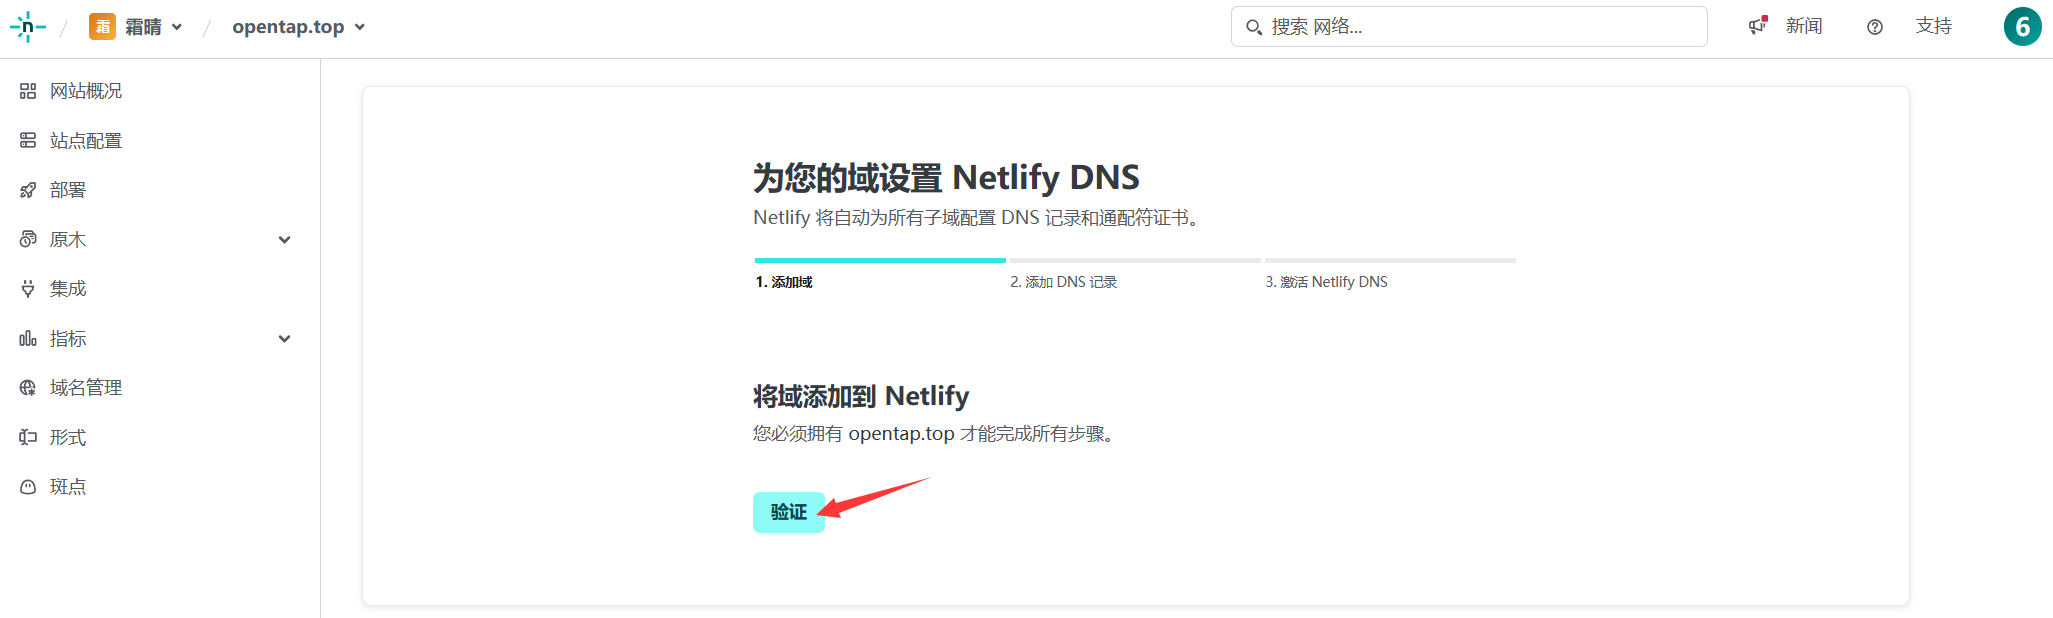 n / 霜 霜晴 / opentap.top
搜索 网络...
新闻
支持
6
网站概况
站点配置
部署
原木
集成
指标
域名管理
形式
斑点
为您的域设置 Netlify DNS
Netlify 将自动为所有子域配置 DNS 记录和通配符证书。
1. 添加域
2. 添加 DNS 记录
3. 激活 Netlify DNS
将域添加到 Netlify
您必须拥有 opentap.top 才能完成所有步骤。
验证